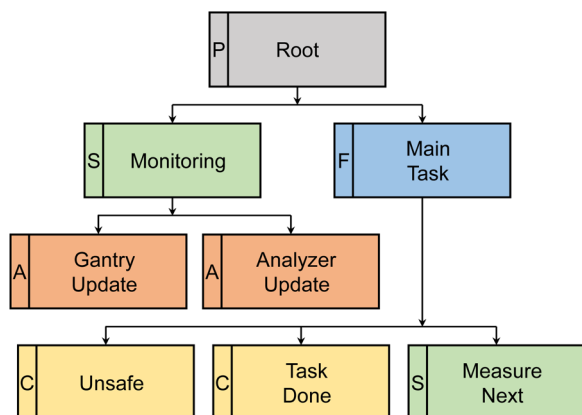 P Root
S Monitoring
F Main
Task
A Gantry
Update
A Analyzer
Update
C Unsafe
C Task
Done
S Measure
Next